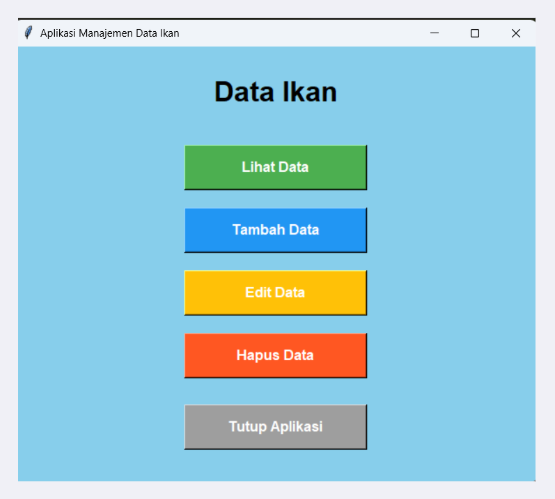 Aplikasi Manajemen Data Ikan
Data Ikan
Lihat Data
Tambah Data
Edit Data
Hapus Data
Tutup Aplikasi